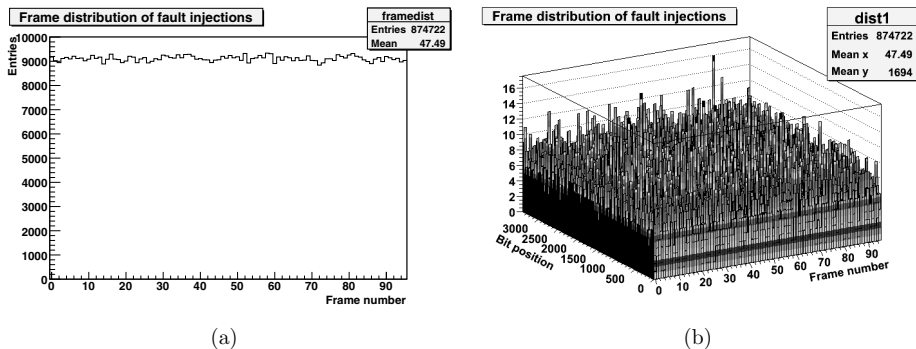 Frame distribution of fault injections
framedist
Entries 874722
Mean 47.49
Entries
10000
9000
8000
7000
6000
5000
4000
3000
2000
1000
0
0 10 20 30 40 50 60 70 80 90
Frame number
(a)
Frame distribution of fault injections
dist1
Entries 874722
Mean x 47.49
Mean y 1694
16
14
12
10
8
6
4
2
0
3000
2500
2000
1500
1000
500
0
Bit position
0 10 20 30 40 50 60 70 80 90
Frame number
(b)